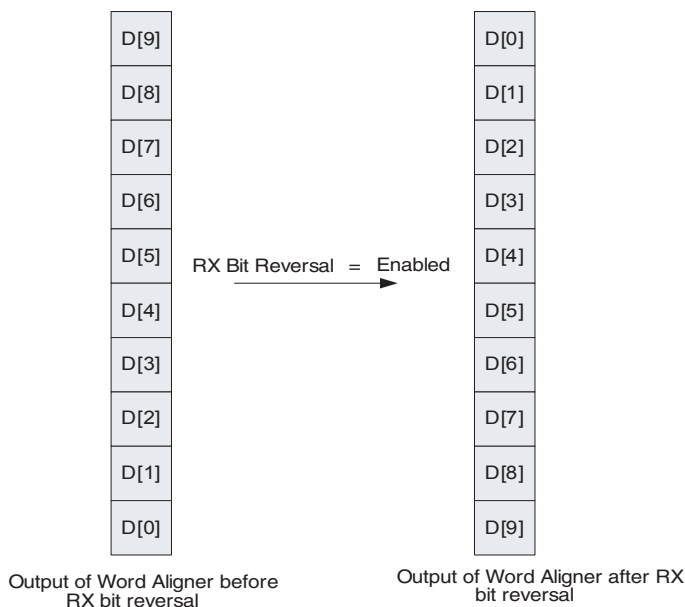 D[9]
D[8]
D[7]
D[6]
D[5]
D[4]
D[3]
D[2]
D[1]
D[0]
Output of Word Aligner before
RX bit reversal
RX Bit Reversal = Enabled
D[0]
D[1]
D[2]
D[3]
D[4]
D[5]
D[6]
D[7]
D[8]
D[9]
Output of Word Aligner after RX
bit reversal